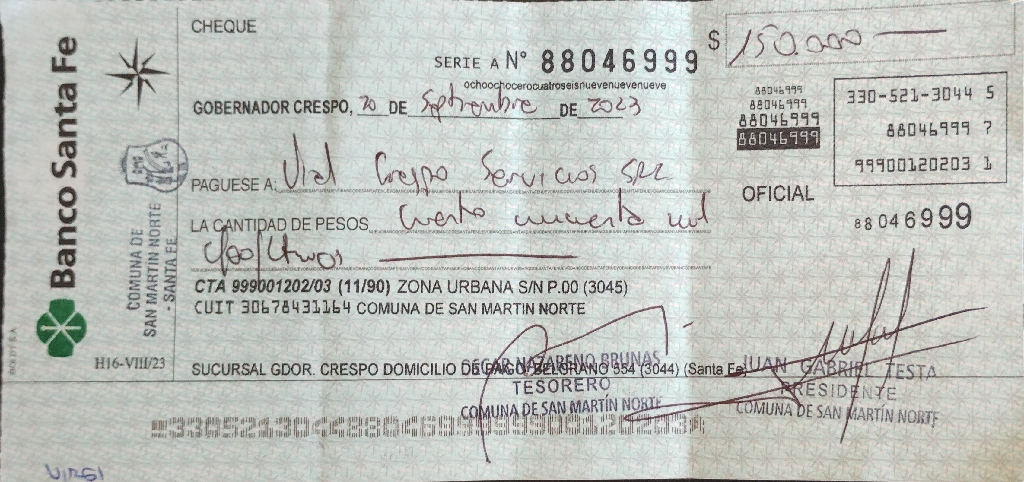 CHEQUE
$ 150.000
SERIE A N° 88046999
ochoochocerocuatroseisnuevenuevenueve
GOBERNADOR CRESPO, 20 DE Septiembre DE 2023
88046999
88046999
88046999
88046999
330-521-3044 5
88046999 7
99900120203 1
Banco Santa Fe
PAGUESE A: Vial Crespo Servicios SRL
OFICIAL
LA CANTIDAD DE PESOS Ciento cincuenta mil
88046999
c/00/ctvos
COMUNA DE
SAN MARTIN NORTE
- SANTA FE
CTA 999001202/03 (11/90) ZONA URBANA S/N P.00 (3045)
CUIT 30678431164 COMUNA DE SAN MARTIN NORTE
H16-VIII/23
SUCURSAL GDOR. CRESPO DOMICILIO DE PAGO, BELGRANO 554 (3044) (Santa Fe)
OSCAR NAZARENO BRUNAS
TESORERO
COMUNA DE SAN MARTÍN NORTE
JUAN GABRIEL TESTA
PRESIDENTE
COMUNA DE SAN MARTÍN NORTE